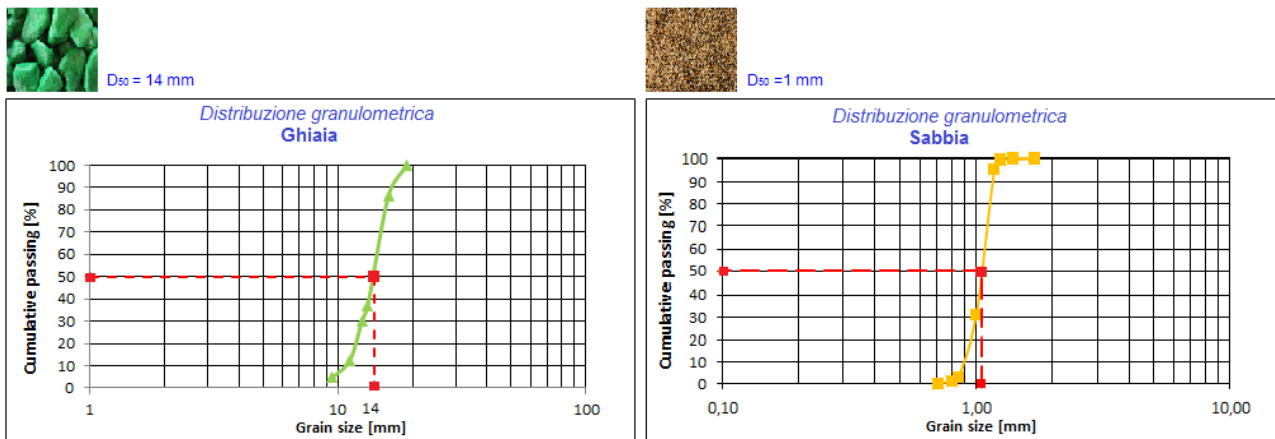 D50 = 14 mm
Distribuzione granulometrica
Ghiaia
Cumulative passing [%]
100
90
80
70
60
50
40
30
20
10
0
1
10
14
100
Grain size [mm]
D50 =1 mm
Distribuzione granulometrica
Sabbia
Cumulative passing [%]
100
90
80
70
60
50
40
30
20
10
0
0,10
1,00
10,00
Grain size [mm]